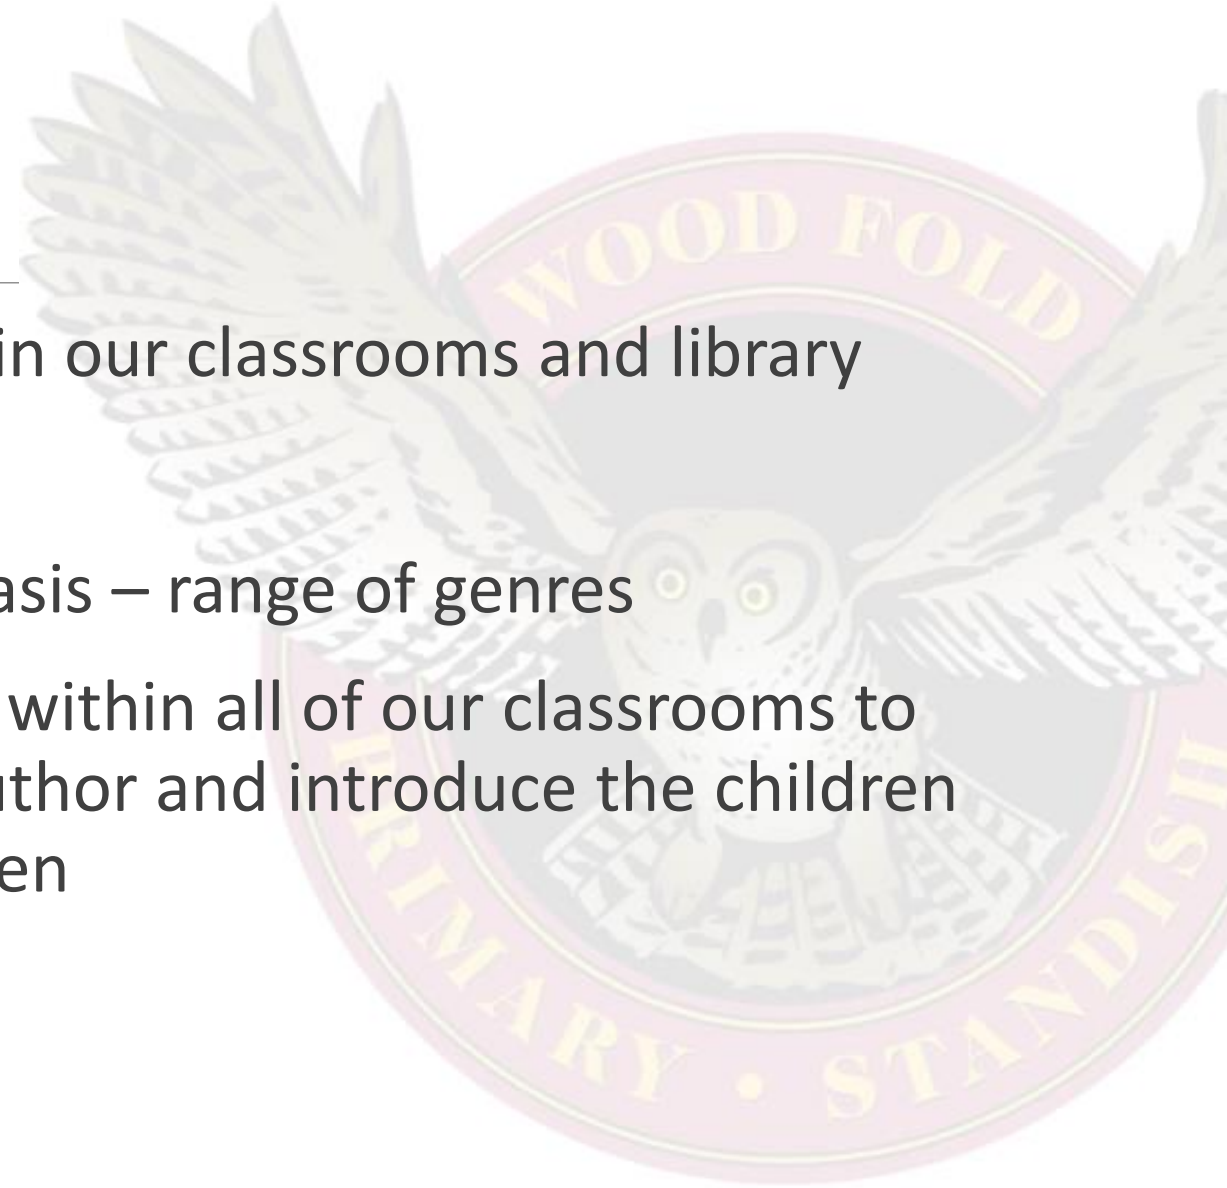 WOOD FOLD
in our classrooms and library
asis – range of genres
within all of our classrooms to
uthor and introduce the children
en
PRIMARY • STANDISH